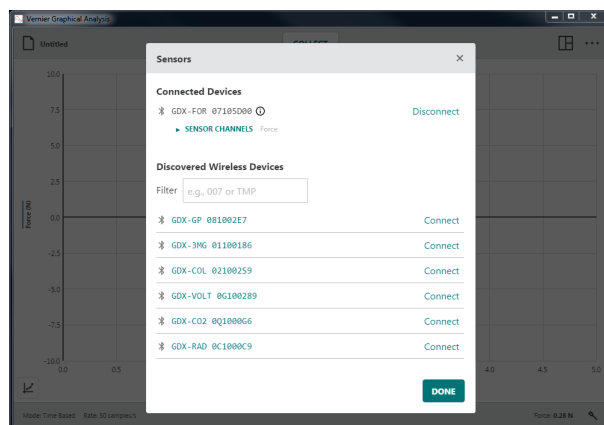 Vernier Graphical Analysis
Untitled
COLLECT
Sensors
Connected Devices
GDX-FOR 07105D00
Disconnect
SENSOR CHANNELS Force
Discovered Wireless Devices
Filter e.g., 007 or TMP
GDX-GP 081002E7 Connect
GDX-3MG 01100186 Connect
GDX-COL 02100259 Connect
GDX-VOLT 0G100289 Connect
GDX-CO2 0Q1000G6 Connect
GDX-RAD 0C1000C9 Connect
DONE
Force (N)
10.0
7.5
5.0
2.5
0.0
-2.5
-5.0
-7.5
-10.0
0.0 0.5 4.0 4.5 5.0
Mode: Time Based Rate: 50 samples/s Force: 0.28 N